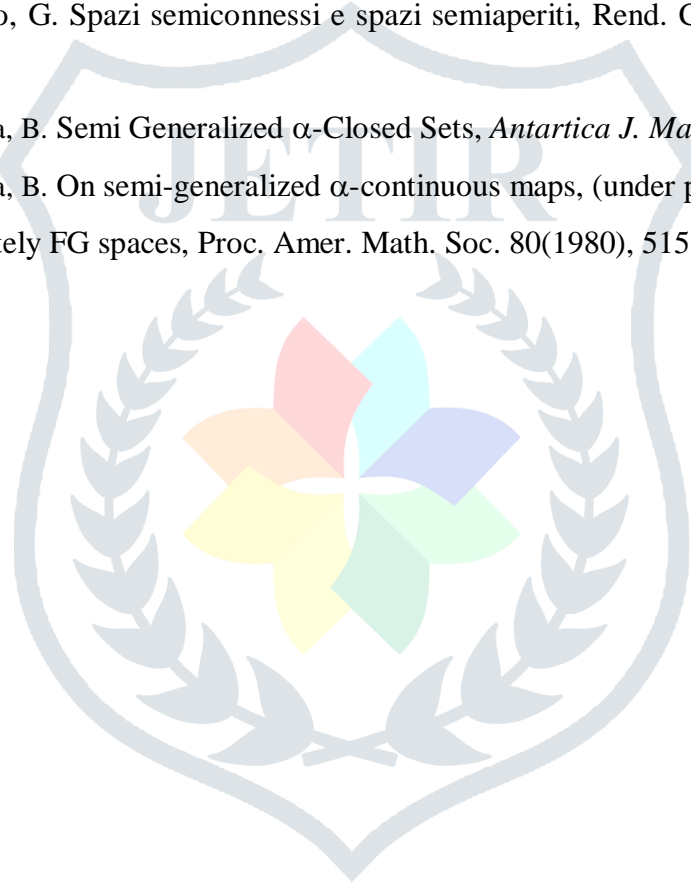 o, G. Spazi semiconnessi e spazi semiaperiti, Rend. C
a, B. Semi Generalized α-Closed Sets, Antartica J. Ma
JETIR
a, B. On semi-generalized α-continuous maps, (under p
tely FG spaces, Proc. Amer. Math. Soc. 80(1980), 515